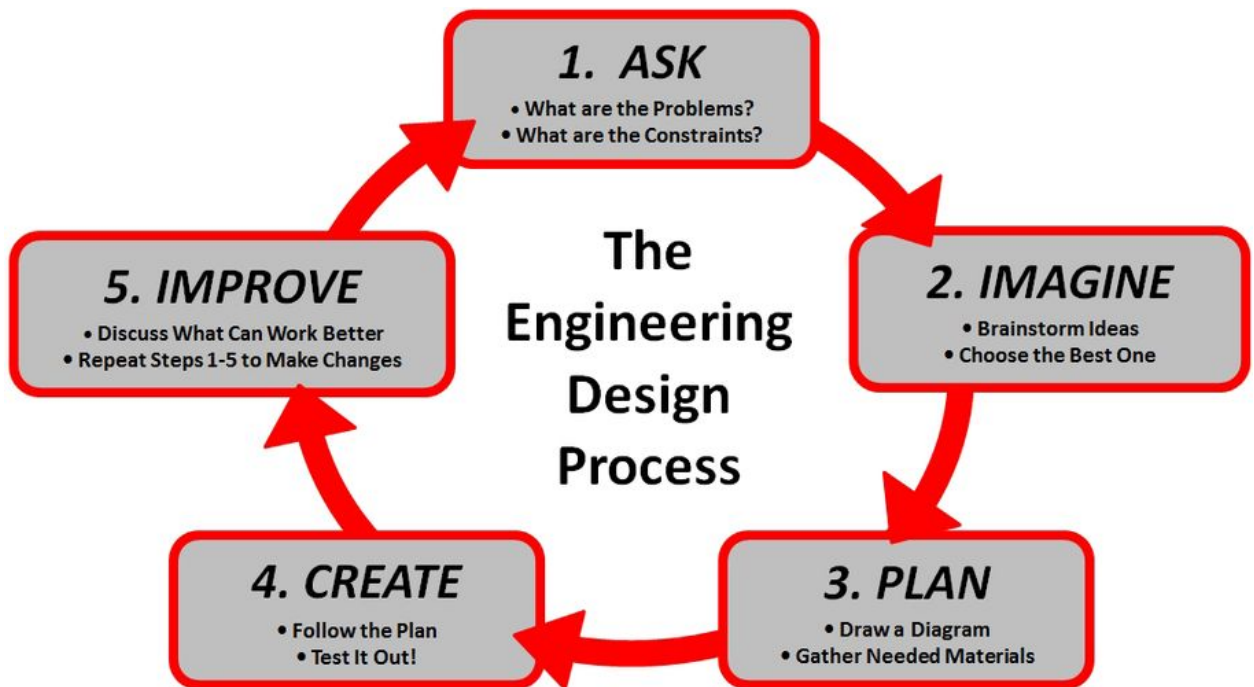 1. ASK
• What are the Problems?
• What are the Constraints?
The
Engineering
Design
Process
2. IMAGINE
• Brainstorm Ideas
• Choose the Best One
3. PLAN
• Draw a Diagram
• Gather Needed Materials
4. CREATE
• Follow the Plan
• Test It Out!
5. IMPROVE
• Discuss What Can Work Better
• Repeat Steps 1-5 to Make Changes